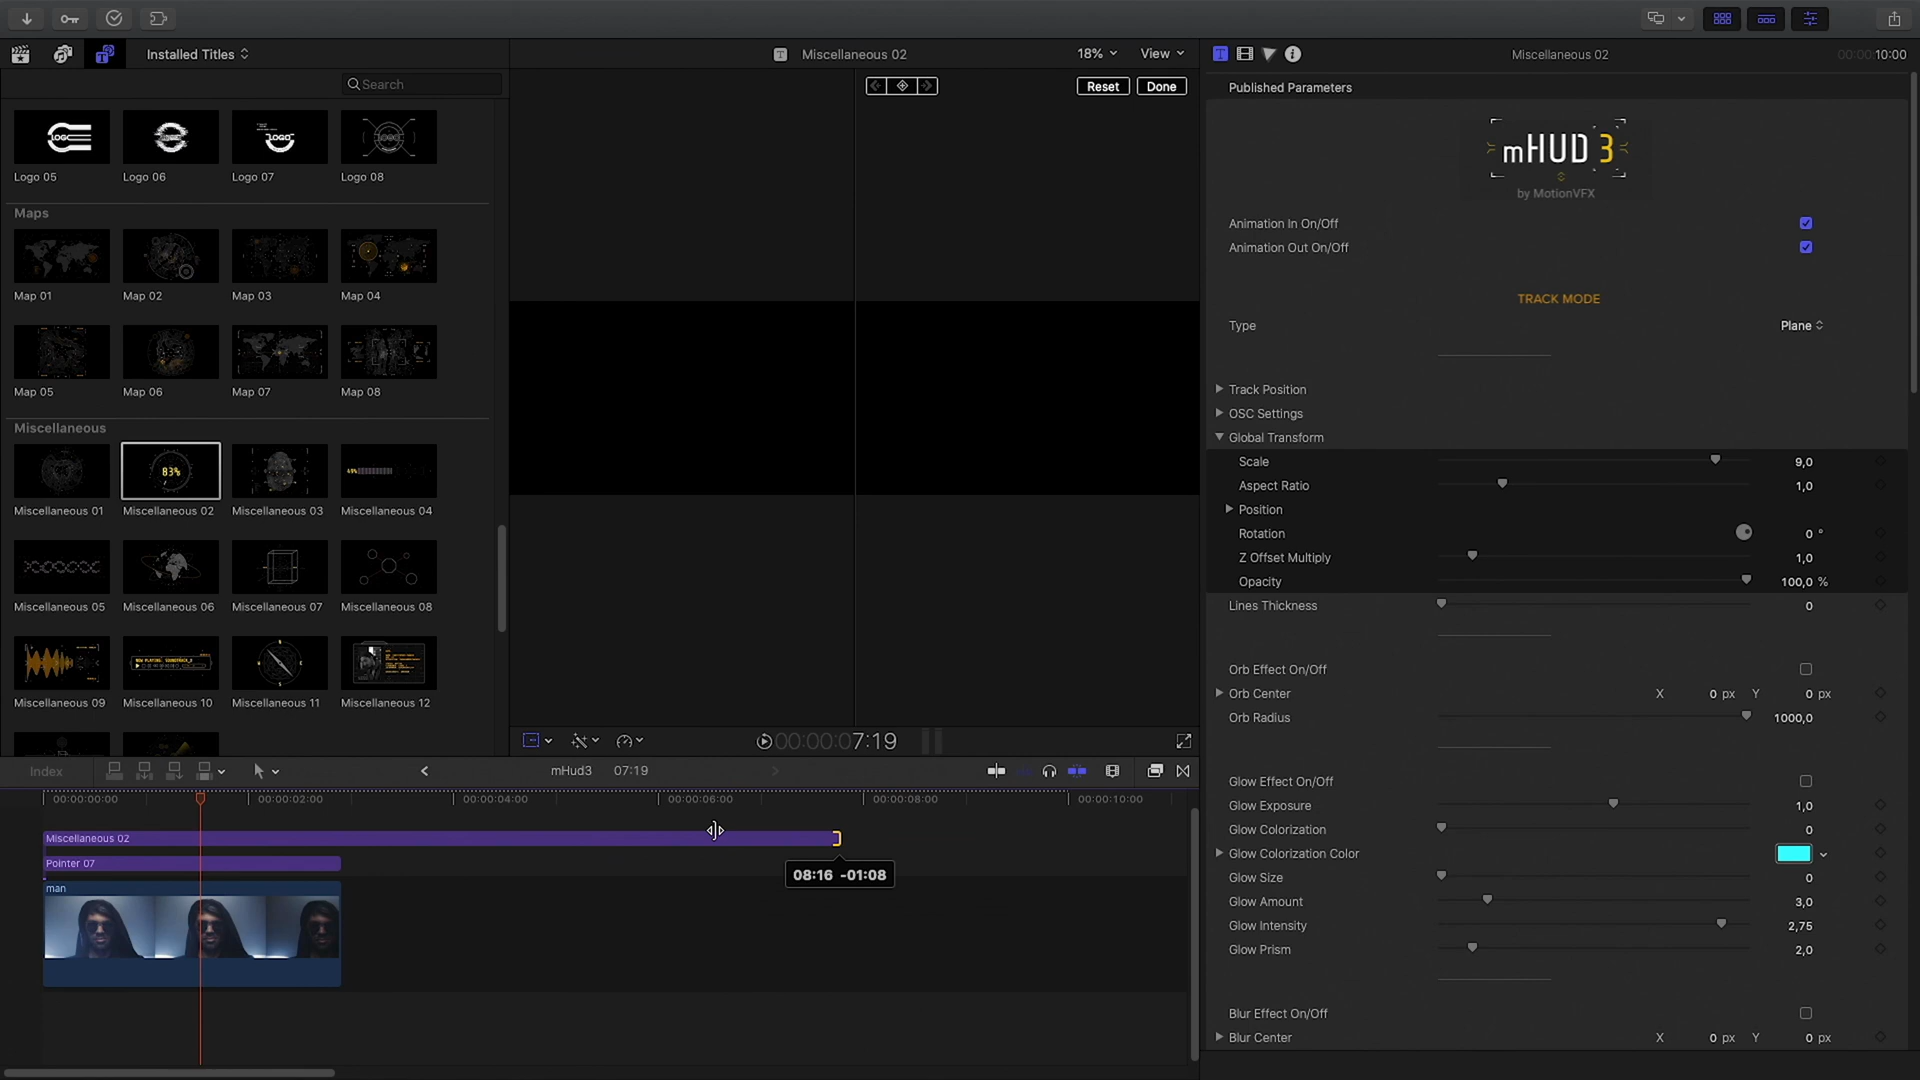 Installed Titles
Miscellaneous 02
18%
View
Miscellaneous 02
00:00:10:00
Search
Reset
Done
Published Parameters
mHUD 3
by MotionVFX
Logo 05
Logo 06
Logo 07
Logo 08
Animation In On/Off
Animation Out On/Off
Maps
TRACK MODE
Map 01
Map 02
Map 03
Map 04
Type
Plane
Map 05
Map 06
Map 07
Map 08
Track Position
OSC Settings
Global Transform
Miscellaneous
83%
Scale
9,0
Aspect Ratio
1,0
Miscellaneous 01
Miscellaneous 02
Miscellaneous 03
Miscellaneous 04
Position
Rotation
0 °
Z Offset Multiply
1,0
Opacity
100,0 %
Miscellaneous 05
Miscellaneous 06
Miscellaneous 07
Miscellaneous 08
Lines Thickness
0
Miscellaneous 09
Miscellaneous 10
Miscellaneous 11
Miscellaneous 12
Orb Effect On/Off
Orb Center
X 0 px Y 0 px
Orb Radius
1000,0
00:00:07:19
Index
mHud3
07:19
Glow Effect On/Off
00:00:00:00
00:00:02:00
00:00:04:00
00:00:06:00
00:00:08:00
00:00:10:00
Glow Exposure
1,0
Glow Colorization
0
Miscellaneous 02
Glow Colorization Color
Pointer 07
08:16 -01:08
Glow Size
0
man
Glow Amount
3,0
Glow Intensity
2,75
Glow Prism
2,0
Blur Effect On/Off
Blur Center
X 0 px Y 0 px